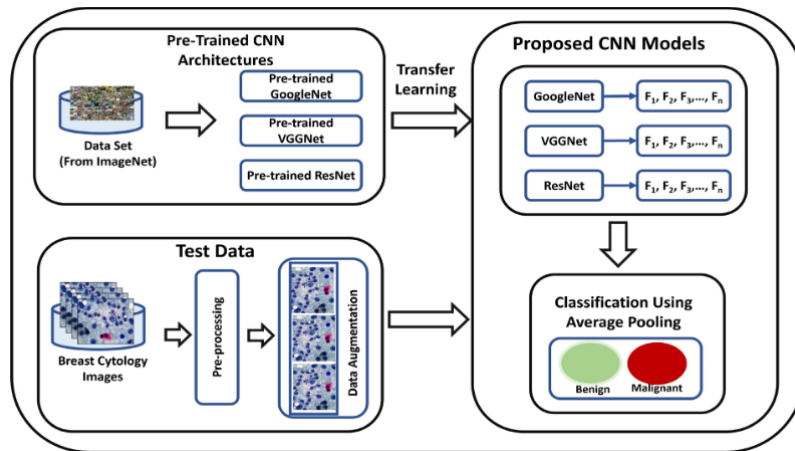 Pre-Trained CNN
Architectures
Data Set
(From ImageNet)
Pre-trained
GoogleNet
Pre-trained
VGGNet
Pre-trained ResNet
Transfer
Learning
Test Data
Breast Cytology
Images
Pre-processing
Data Augmentation
Proposed CNN Models
GoogleNet
F₁, F₂, F₃,..., Fₙ
VGGNet
F₁, F₂, F₃,..., Fₙ
ResNet
F₁, F₂, F₃,..., Fₙ
Classification Using
Average Pooling
Benign
Malignant